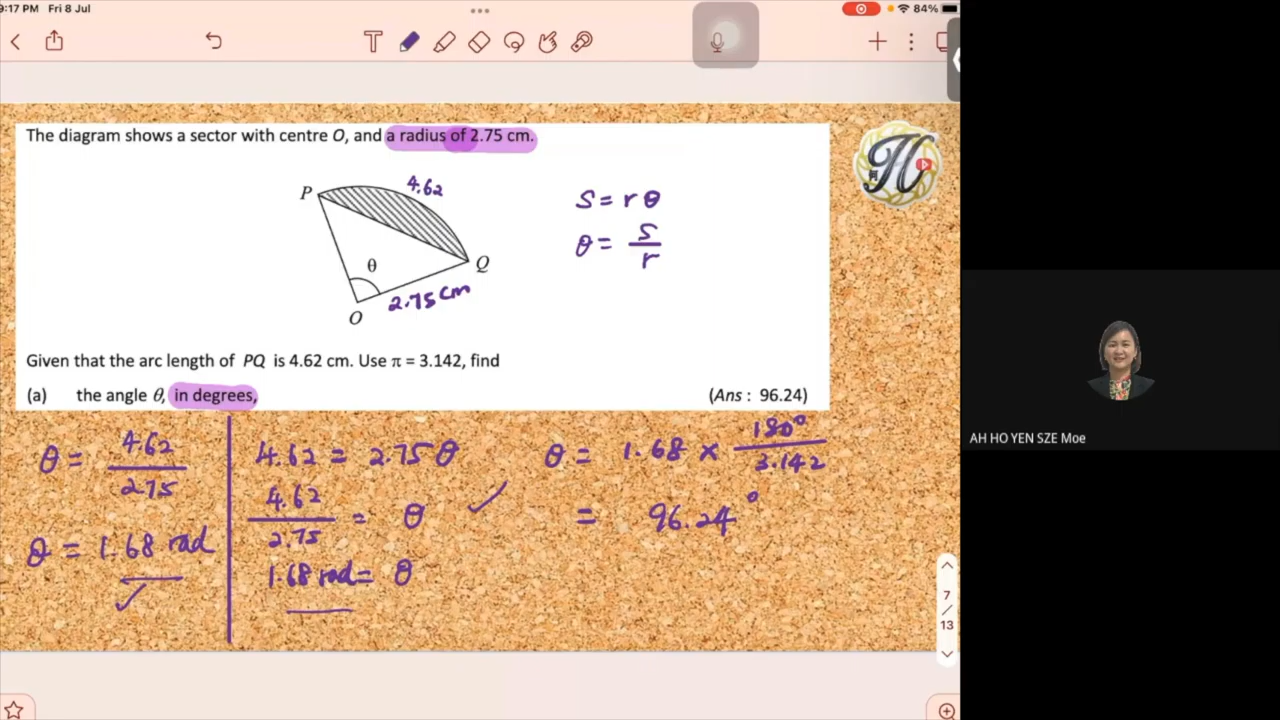 9:17 PM Fri 8 Jul
84%
The diagram shows a sector with centre O, and a radius of 2.75 cm.
P
4.62
θ
Q
2.75 cm
O
S = r θ
θ = S / r
何
Given that the arc length of PQ is 4.62 cm. Use π = 3.142, find
(a) the angle θ, in degrees, (Ans : 96.24)
θ = 4.62 / 2.75
θ = 1.68 rad
4.62 = 2.75 θ
4.62 / 2.75 = θ
1.68 rad = θ
θ = 1.68 × 180° / 3.142
= 96.24°
AH HO YEN SZE Moe
7
/
13